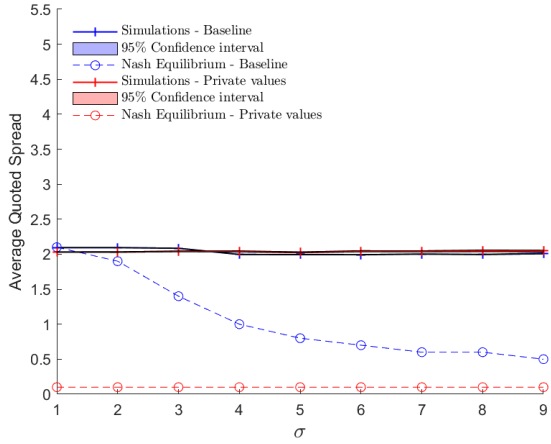 5.5
5
4.5
4
3.5
3
2.5
2
1.5
1
0.5
0
Average Quoted Spread
Simulations - Baseline
95% Confidence interval
Nash Equilibrium - Baseline
Simulations - Private values
95% Confidence interval
Nash Equilibrium - Private values
1 2 3 4 5 6 7 8 9
σ